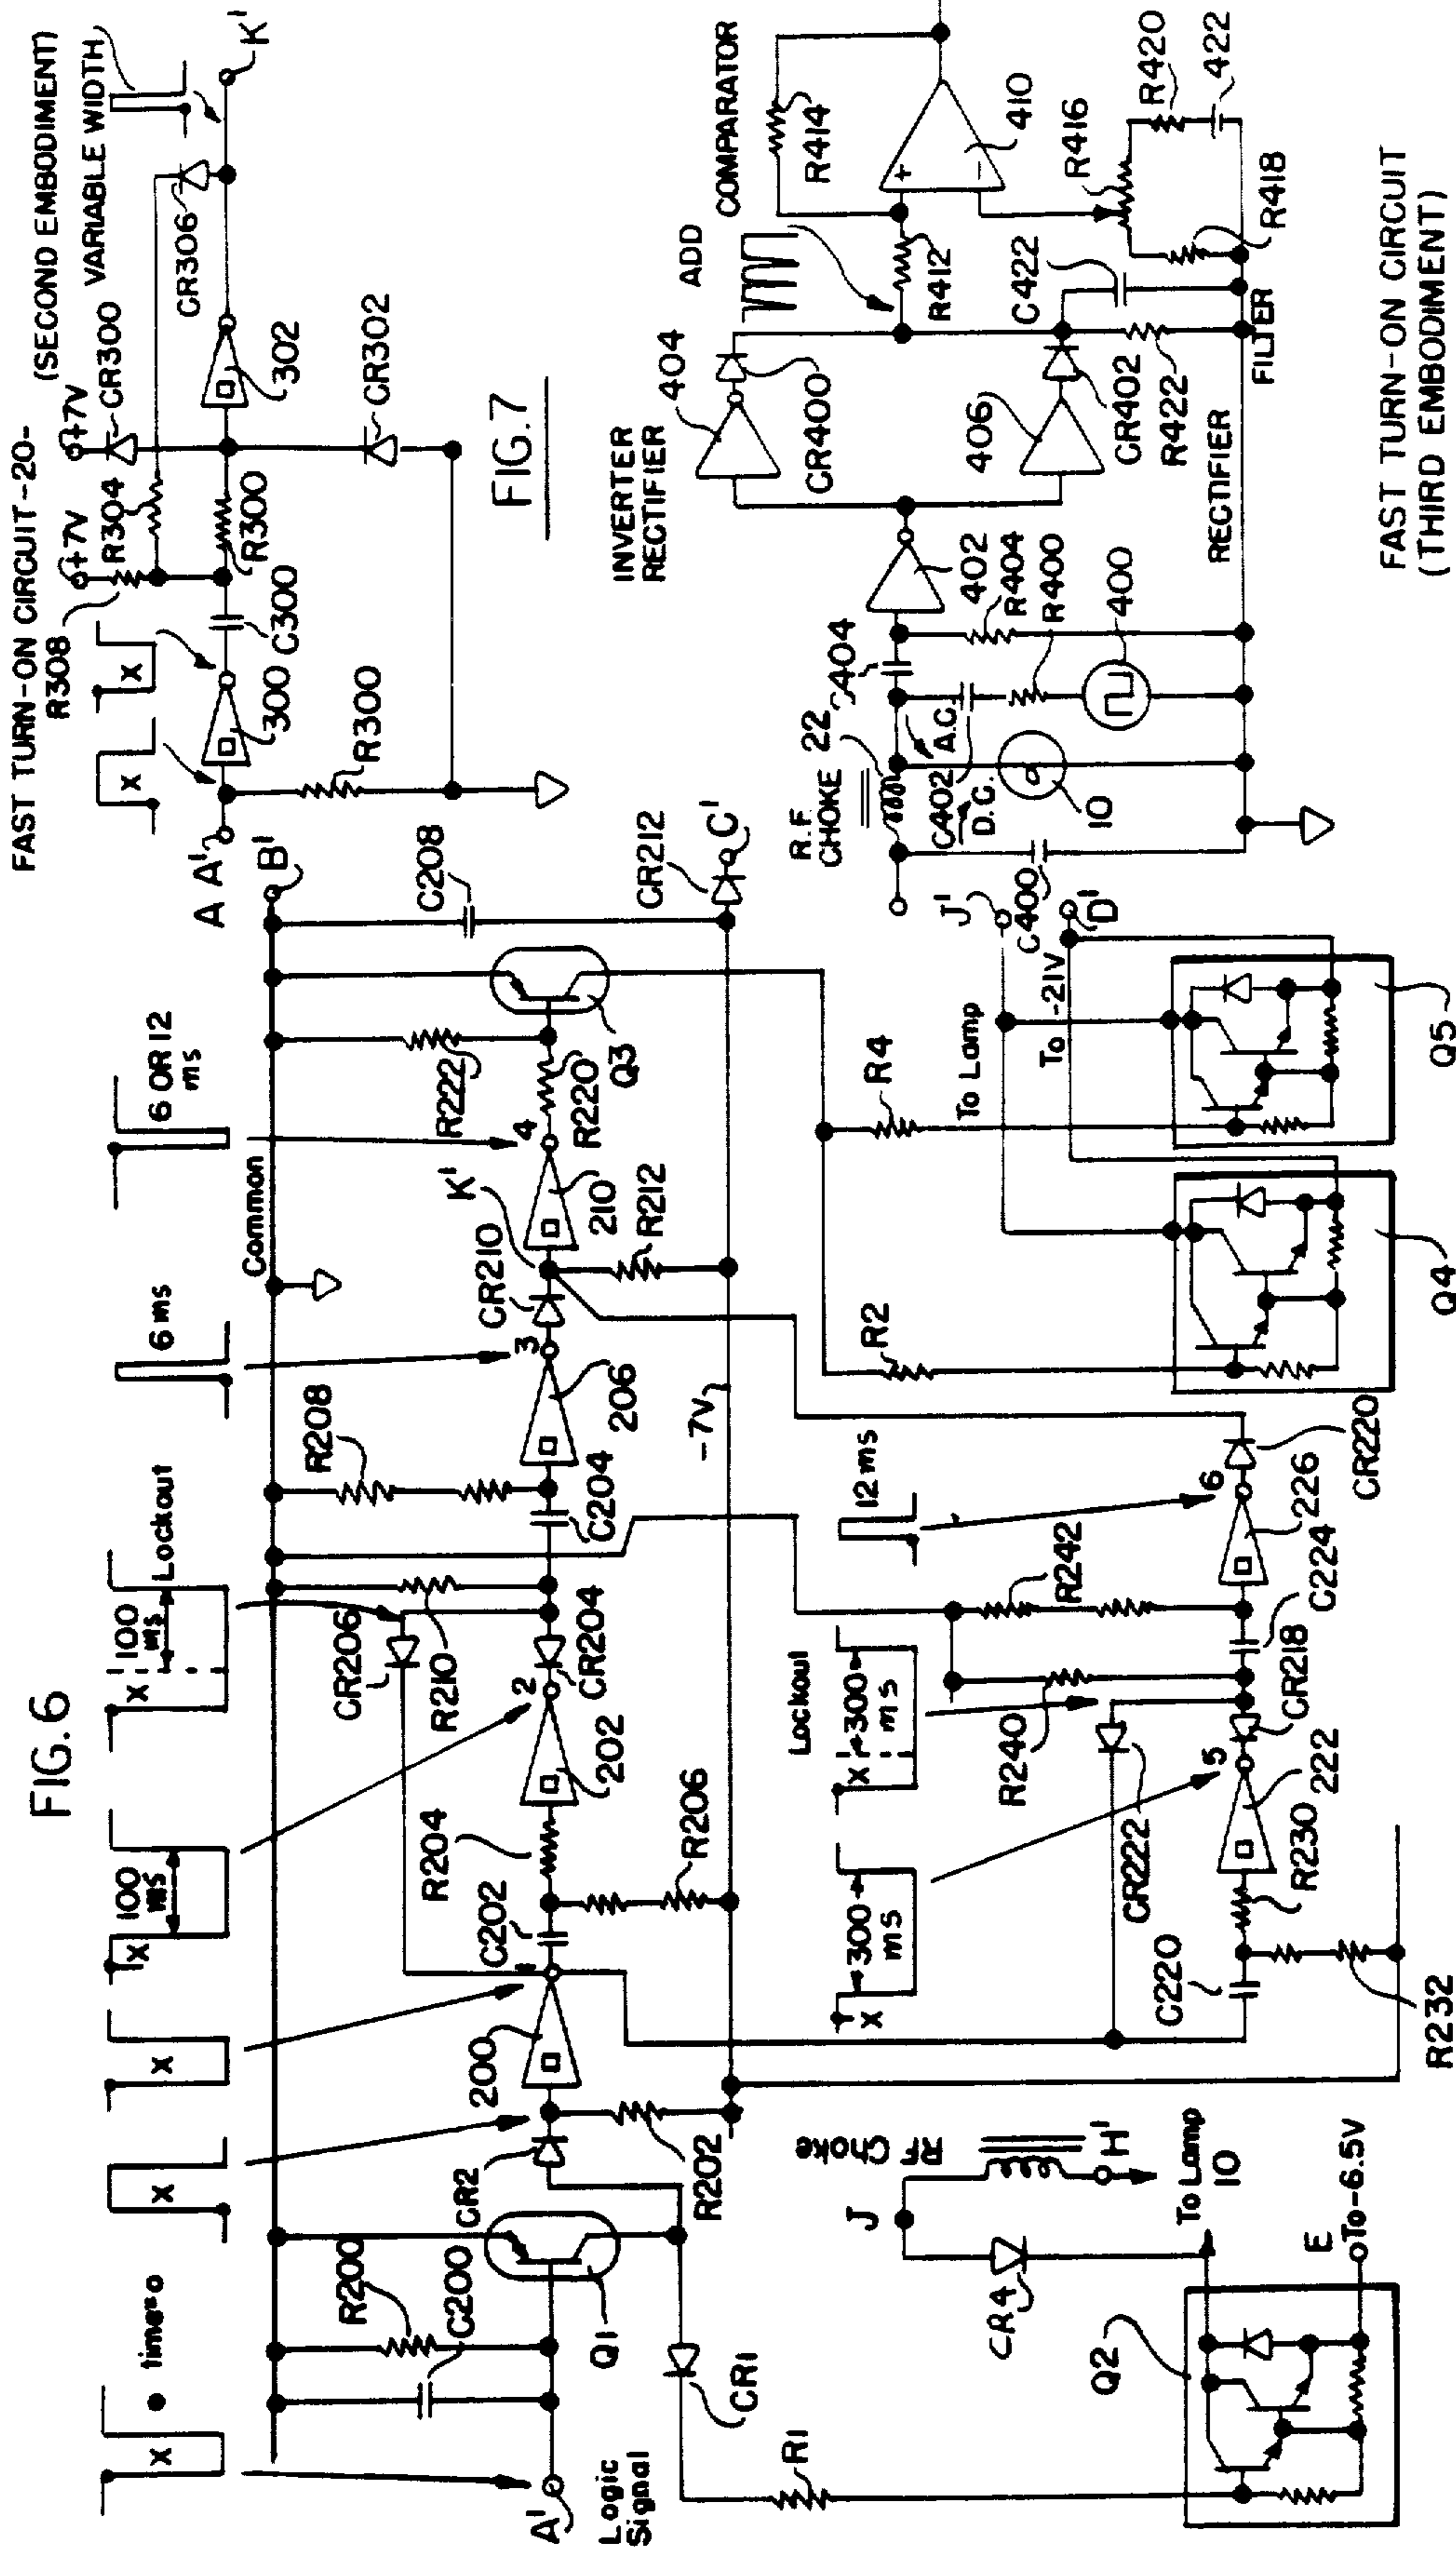 FIG.6
X
• time=0
X
X
X
100
ms
X
100
ms
Lockout
6 ms
6 OR 12
ms
Common
A'
Logic
Signal
R200
C200
Q1
CR2
R202
200
1
C202
R204
R206
202
2
CR204
CR206
R210
C204
R208
206
3
CR210
K'
R212
210
4
R220
R222
Q3
C208
B'
CR212
C'
-7V
CR1
R1
Q2
CR4
J
RF Choke
H'
To Lamp
10
E
To-6.5V
R232
C220
R230
222
5
CR218
CR222
R240
C224
R242
226
6
CR220
X
300
ms
Lockout
X
300
ms
12 ms
R2
R4
Q4
Q5
To Lamp
To -21V
J'
D'
FAST TURN-ON CIRCUIT-20-
(SECOND EMBODIMENT)
VARIABLE WIDTH
A A'
X
X
300
R300
C300
R308
+7V
R304
R300
+7V
CR300
CR302
302
CR306
K'
FIG.7
R.F.
CHOKE 22
C400
C402
D.C.
A.C.
10
C404
402
R404
R400
400
INVERTER
RECTIFIER
404
CR400
406
CR402
R422
RECTIFIER
FILTER
ADD
R412
C422
COMPARATOR
R414
+
-
410
R416
R418
R420
422
FAST TURN-ON CIRCUIT
(THIRD EMBODIMENT)